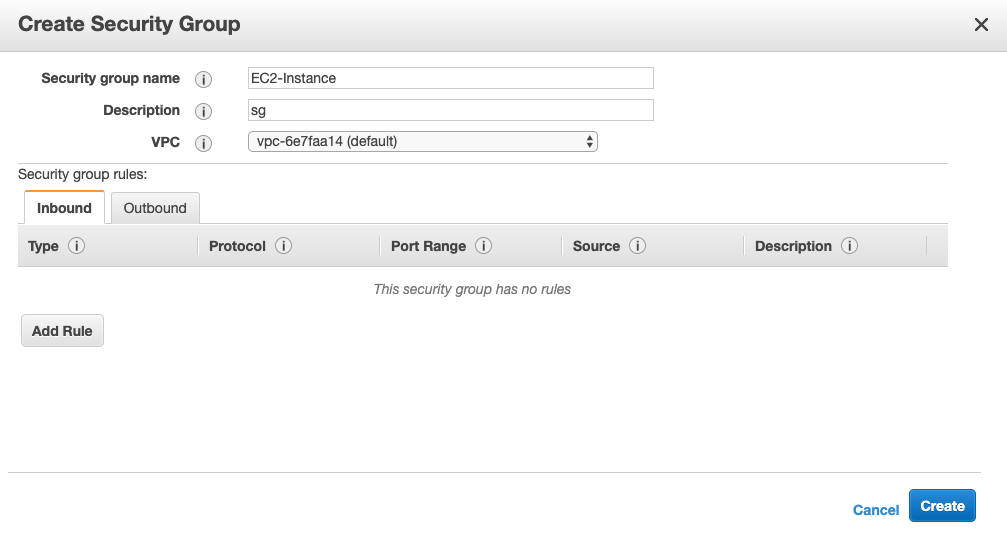 Create Security Group
Security group name
EC2-Instance
Description
sg
VPC
vpc-6e7faa14 (default)
Security group rules:
Inbound Outbound
Type Protocol Port Range Source Description
This security group has no rules
Add Rule
Cancel Create